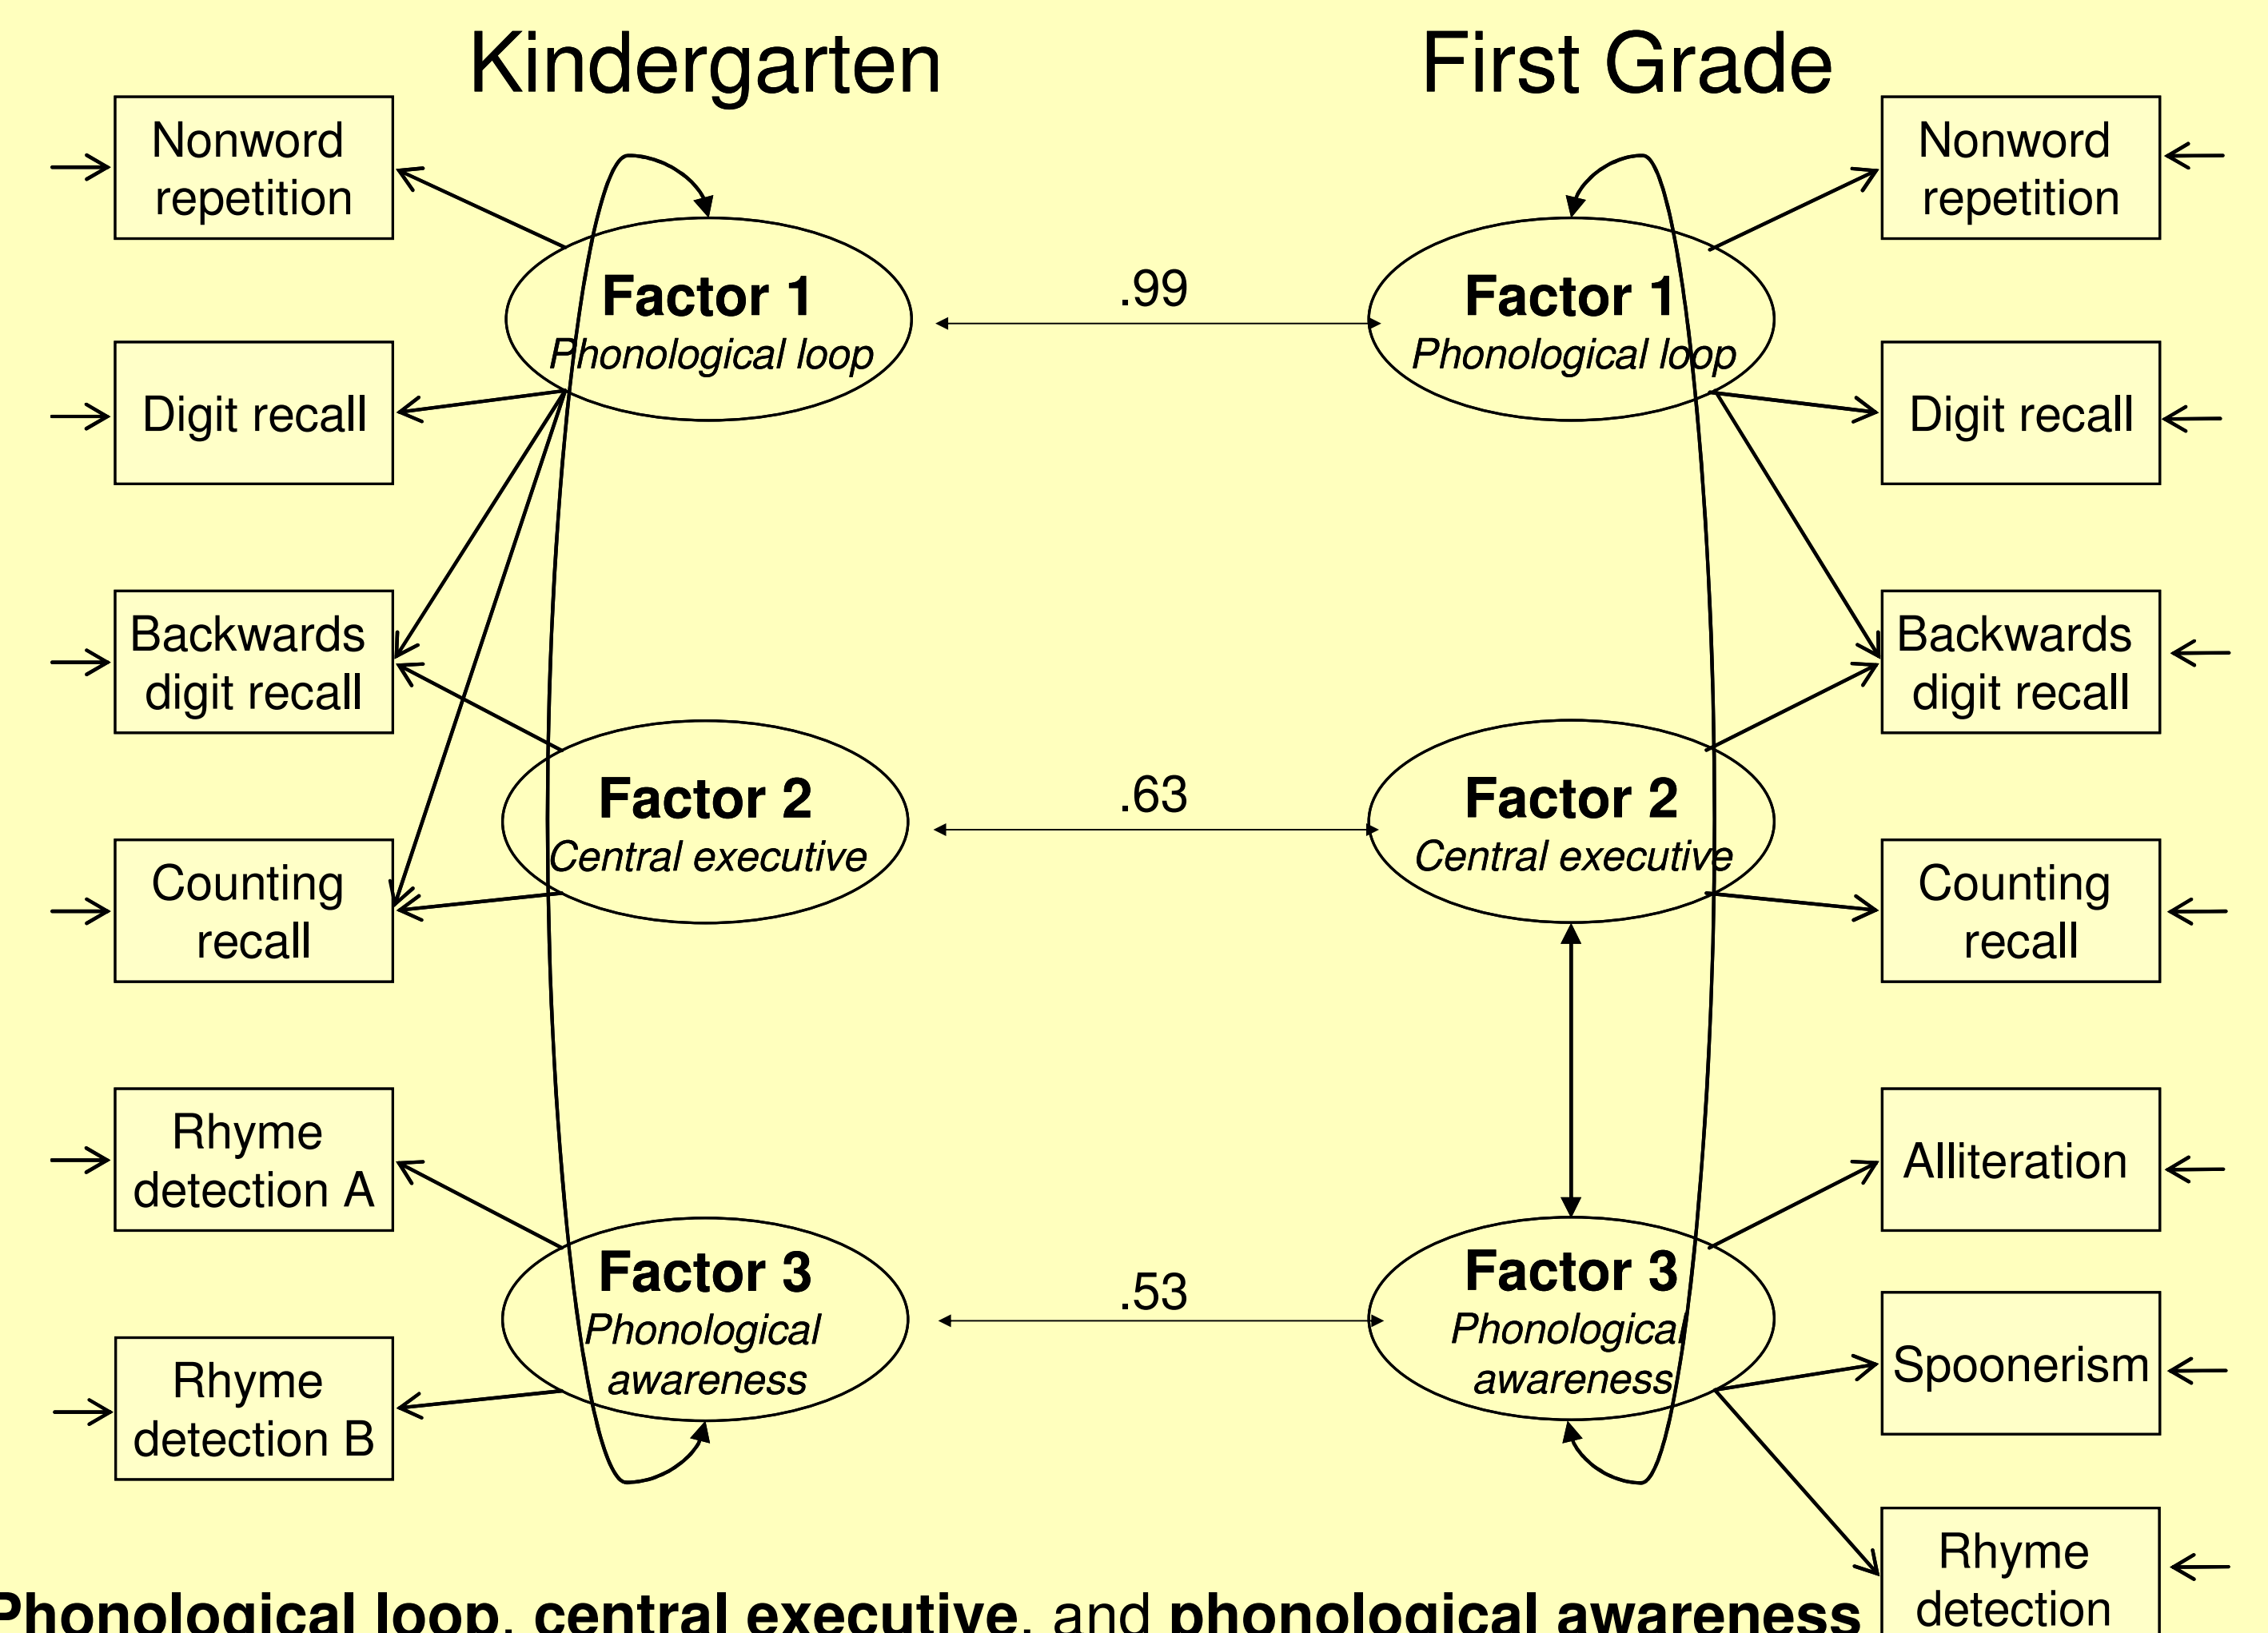 Kindergarten
First Grade
Nonword
repetition
Digit recall
Backwards
digit recall
Counting
recall
Rhyme
detection A
Rhyme
detection B
Factor 1
Phonological loop
Factor 2
Central executive
Factor 3
Phonological
awareness
.99
.63
.53
Factor 1
Phonological loop
Factor 2
Central executive
Factor 3
Phonological
awareness
Nonword
repetition
Digit recall
Backwards
digit recall
Counting
recall
Alliteration
Spoonerism
Rhyme
detection
Phonological loop, central executive, and phonological awareness